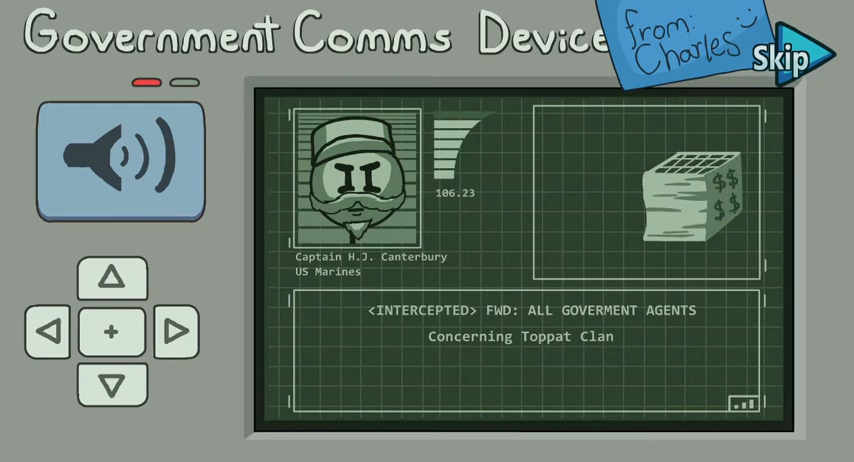 Government Comms Device
from:
Charles
Skip
106.23
Captain H.J. Canterbury
US Marines
$ $
$ $
<INTERCEPTED> FWD: ALL GOVERMENT AGENTS
Concerning Toppat Clan